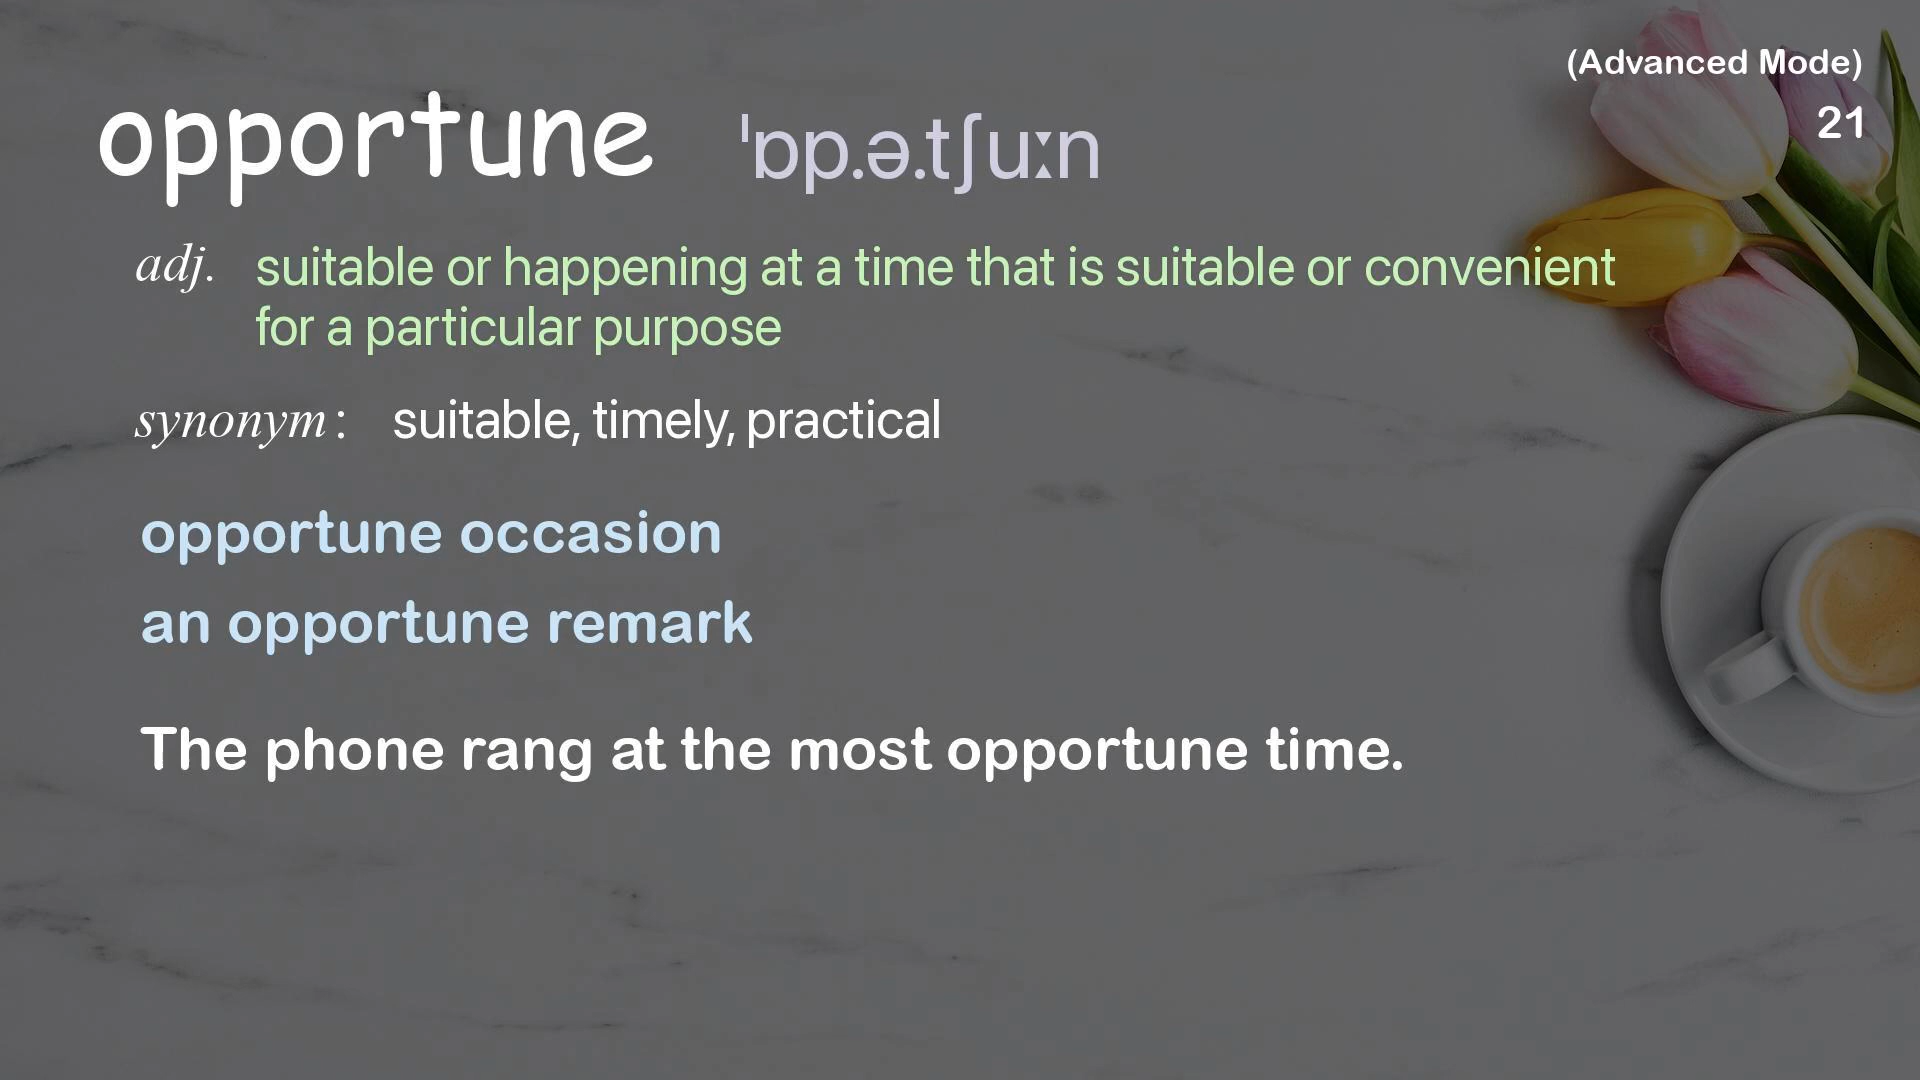 (Advanced Mode)
opportune ˈɒp.ə.tʃuːn
21
adj. suitable or happening at a time that is suitable or convenient
for a particular purpose
synonym: suitable, timely, practical
opportune occasion
an opportune remark
The phone rang at the most opportune time.